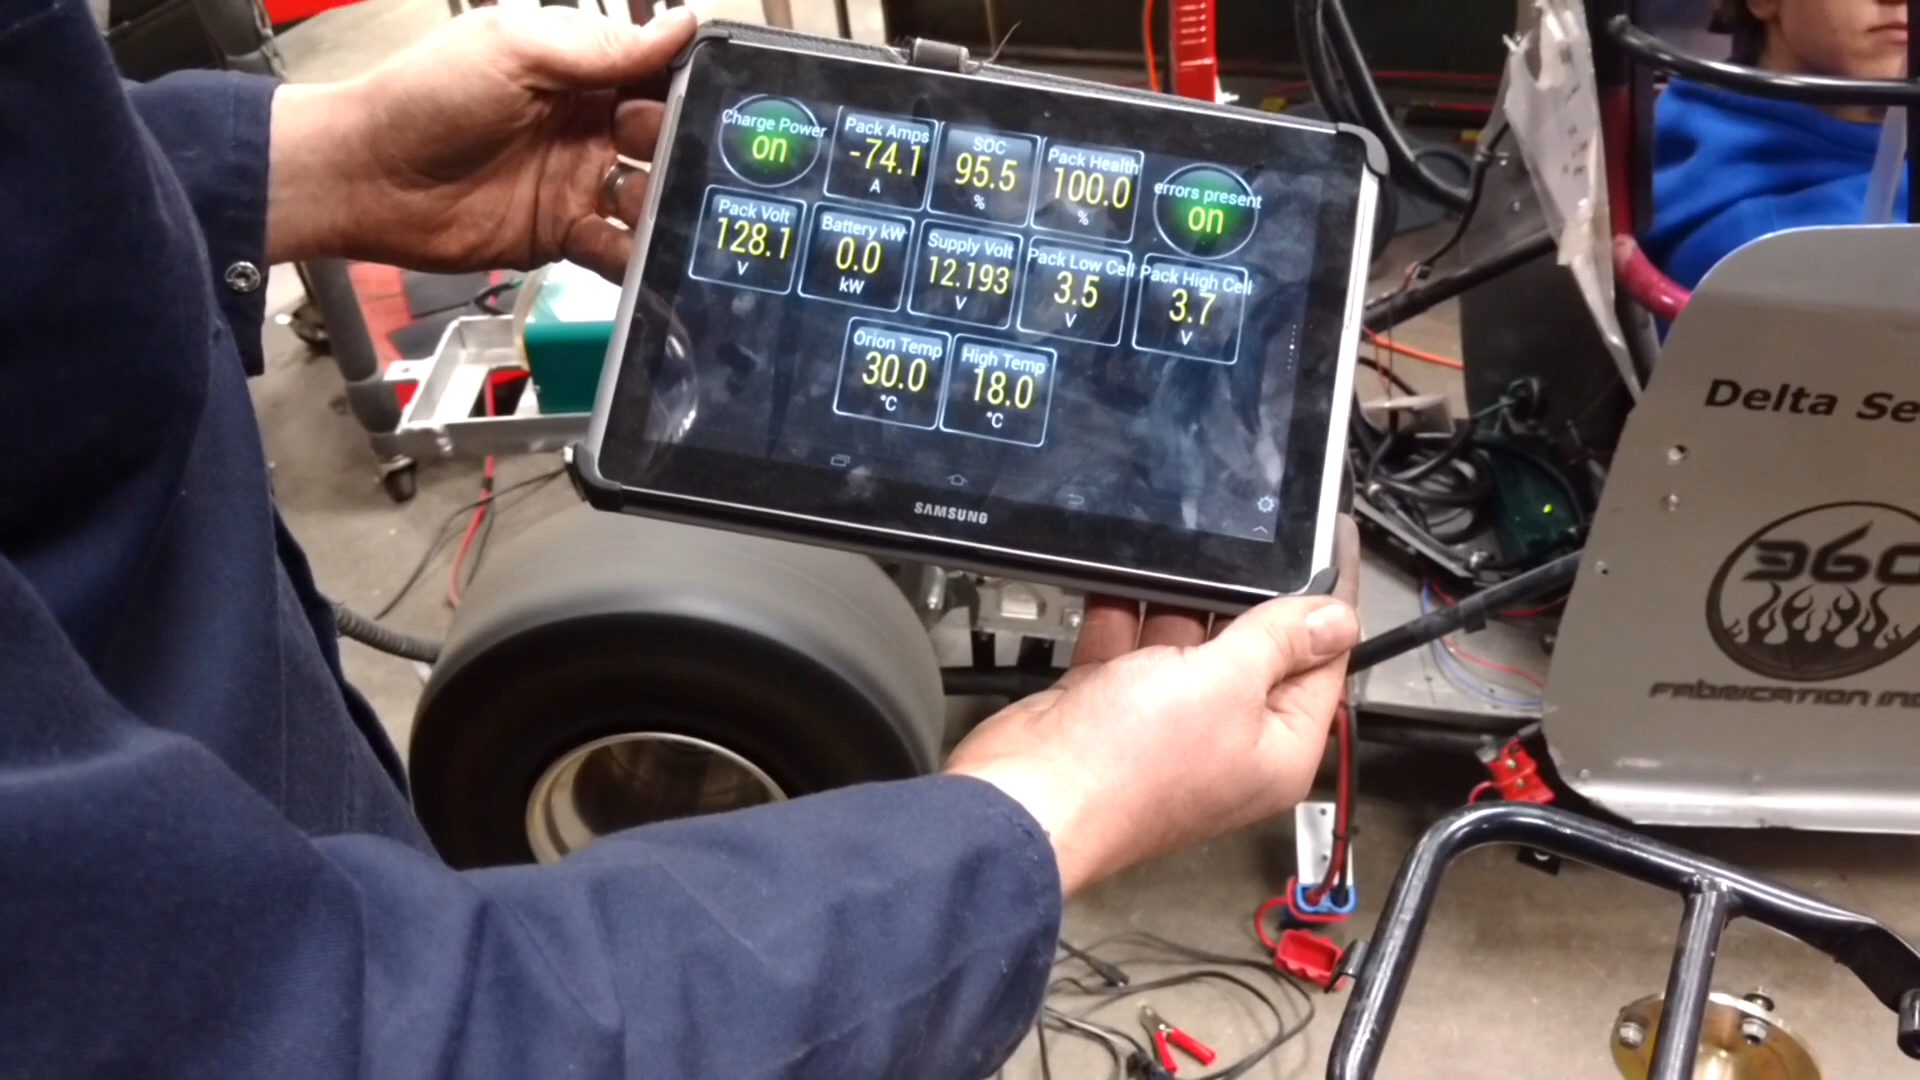 Charge Power
on
Pack Amps
-74.1
A
SOC
95.5
%
Pack Health
100.0
%
errors present
on
Pack Volt
128.1
V
Battery kW
0.0
kW
Supply Volt
12.193
V
Pack Low Cell
3.5
V
Pack High Cell
3.7
V
Orion Temp
30.0
°C
High Temp
18.0
°C
SAMSUNG
Delta Se
360
FABRICATION INC